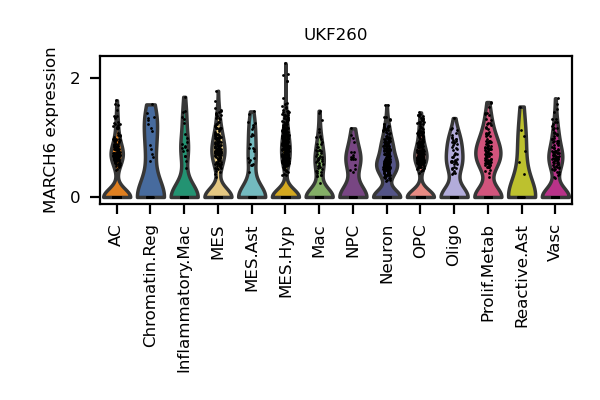 UKF260
MARCH6 expression
2
0
AC
Chromatin.Reg
Inflammatory.Mac
MES
MES.Ast
MES.Hyp
Mac
NPC
Neuron
OPC
Oligo
Prolif.Metab
Reactive.Ast
Vasc